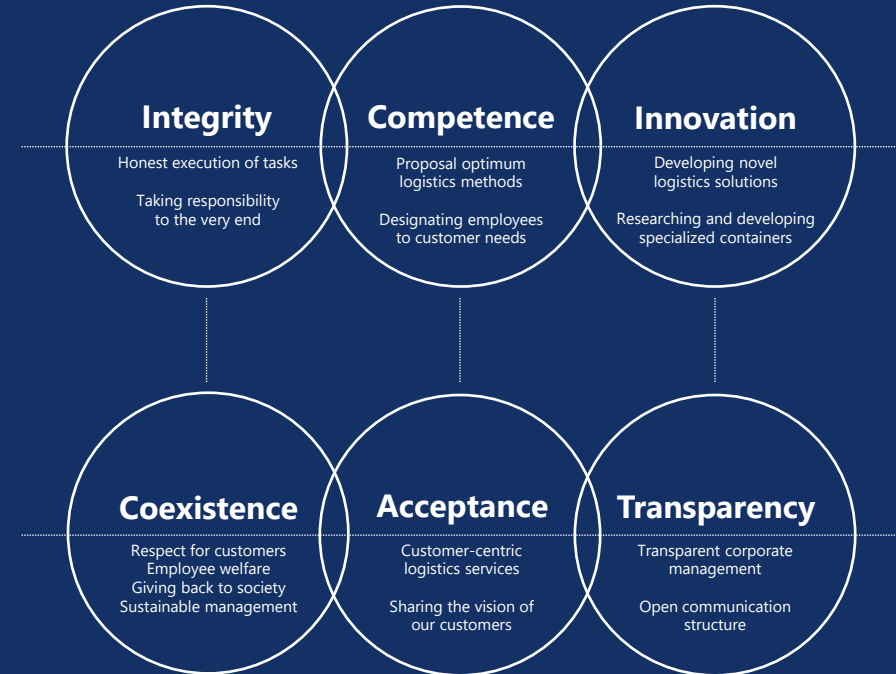 Integrity
Honest execution of tasks
Taking responsibility
to the very end
Competence
Proposal optimum
logistics methods
Designating employees
to customer needs
Innovation
Developing novel
logistics solutions
Researching and developing
specialized containers
Coexistence
Respect for customers
Employee welfare
Giving back to society
Sustainable management
Acceptance
Customer-centric
logistics services
Sharing the vision of
our customers
Transparency
Transparent corporate
management
Open communication
structure